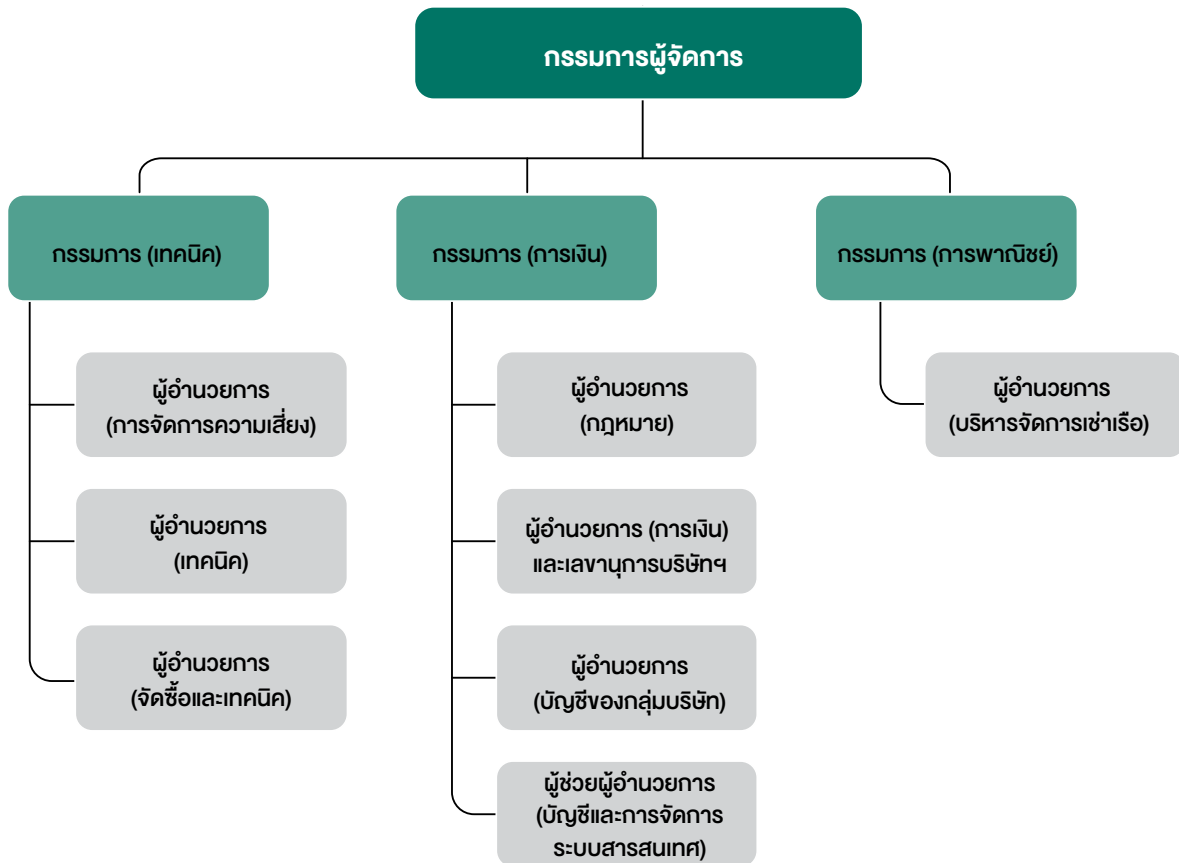 กรรมการผู้จัดการ
กรรมการ (เทคนิค)
กรรมการ (การเงิน)
กรรมการ (การพาณิชย์)
ผู้อำนวยการ
(การจัดการความเสี่ยง)
ผู้อำนวยการ
(เทคนิค)
ผู้อำนวยการ
(จัดซื้อและเทคนิค)
ผู้อำนวยการ
(กฎหมาย)
ผู้อำนวยการ (การเงิน)
และเลขานุการบริษัทฯ
ผู้อำนวยการ
(บัญชีของกลุ่มบริษัท)
ผู้ช่วยผู้อำนวยการ
(บัญชีและการจัดการ
ระบบสารสนเทศ)
ผู้อำนวยการ
(บริหารจัดการเช่าเรือ)